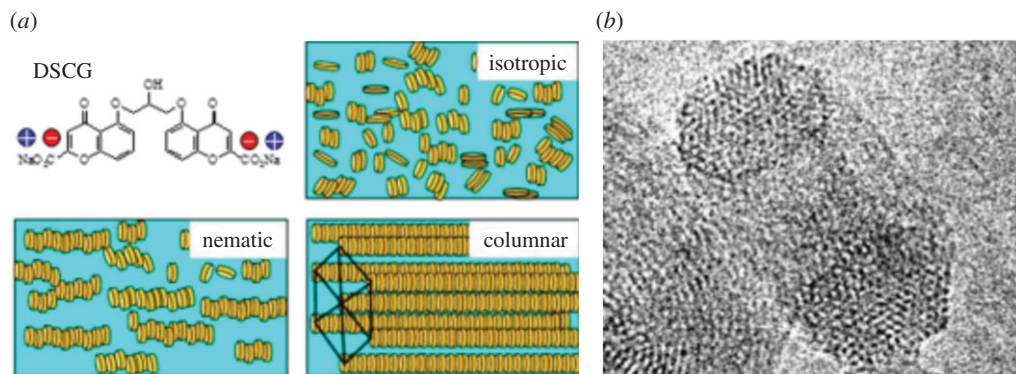 (a)
(b)
DSCG
isotropic
OH
O
O
O
O
+
−
−
+
NaO₂C
O
O
CO₂Na
nematic
columnar